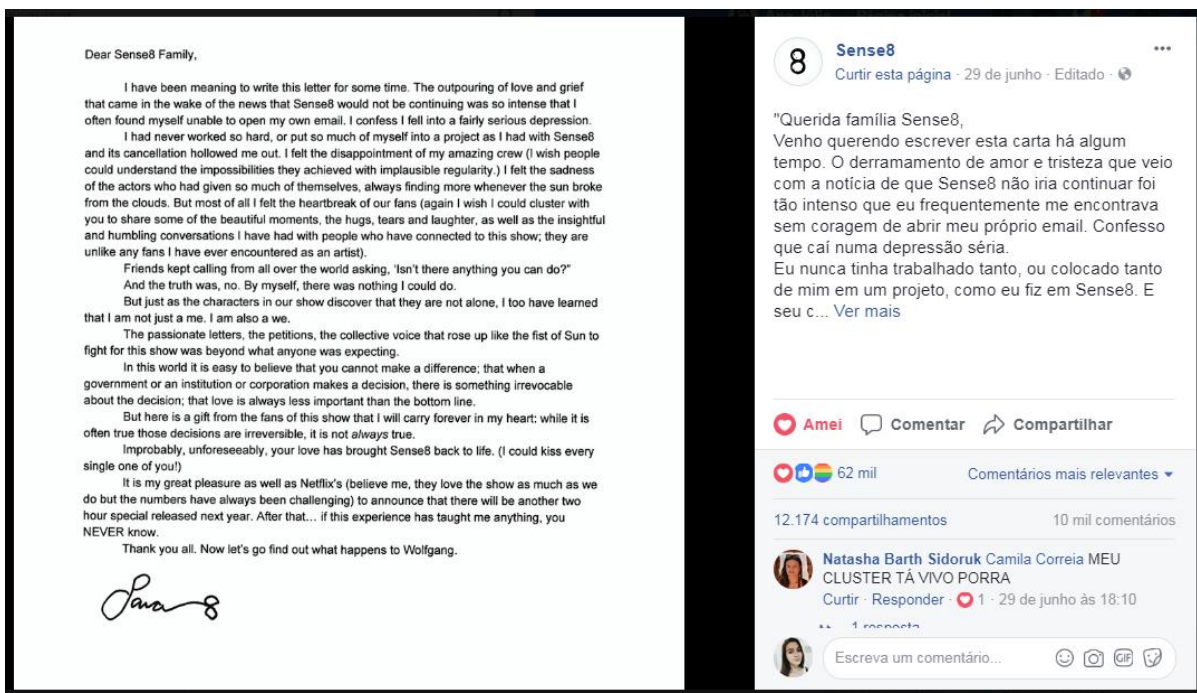 Dear Sense8 Family,
I have been meaning to write this letter for some time. The outpouring of love and grief
that came in the wake of the news that Sense8 would not be continuing was so intense that I
often found myself unable to open my own email. I confess I fell into a fairly serious depression.
I had never worked so hard, or put so much of myself into a project as I had with Sense8
and its cancellation hollowed me out. I felt the disappointment of my amazing crew (I wish people
could understand the impossibilities they achieved with implausible regularity.) I felt the sadness
of the actors who had given so much of themselves, always finding more whenever the sun broke
from the clouds. But most of all I felt the heartbreak of our fans (again I wish I could cluster with
you to share some of the beautiful moments, the hugs, tears and laughter, as well as the insightful
and humbling conversations I have had with people who have connected to this show; they are
unlike any fans I have ever encountered as an artist).
Friends kept calling from all over the world asking, 'Isn't there anything you can do?"
And the truth was, no. By myself, there was nothing I could do.
But just as the characters in our show discover that they are not alone, I too have learned
that I am not just a me. I am also a we.
The passionate letters, the petitions, the collective voice that rose up like the fist of Sun to
fight for this show was beyond what anyone was expecting.
In this world it is easy to believe that you cannot make a difference; that when a
government or an institution or corporation makes a decision, there is something irrevocable
about the decision; that love is always less important than the bottom line.
But here is a gift from the fans of this show that I will carry forever in my heart: while it is
often true those decisions are irreversible, it is not always true.
Improbably, unforeseeably, your love has brought Sense8 back to life. (I could kiss every
single one of you!)
It is my great pleasure as well as Netflix's (believe me, they love the show as much as we
do but the numbers have always been challenging) to announce that there will be another two
hour special released next year. After that... if this experience has taught me anything, you
NEVER know.
Thank you all. Now let's go find out what happens to Wolfgang.
Lana 8
8
Sense8
Curtir esta página · 29 de junho · Editado ·
"Querida família Sense8,
Venho querendo escrever esta carta há algum
tempo. O derramamento de amor e tristeza que veio
com a notícia de que Sense8 não iria continuar foi
tão intenso que eu frequentemente me encontrava
sem coragem de abrir meu próprio email. Confesso
que caí numa depressão séria.
Eu nunca tinha trabalhado tanto, ou colocado tanto
de mim em um projeto, como eu fiz em Sense8. E
seu c... Ver mais
Amei Comentar Compartilhar
62 mil Comentários mais relevantes
12.174 compartilhamentos 10 mil comentários
Natasha Barth Sidoruk Camila Correia MEU
CLUSTER TÁ VIVO PORRA
Curtir · Responder · 1 · 29 de junho às 18:10
1 resposta
Escreva um comentário... GIF